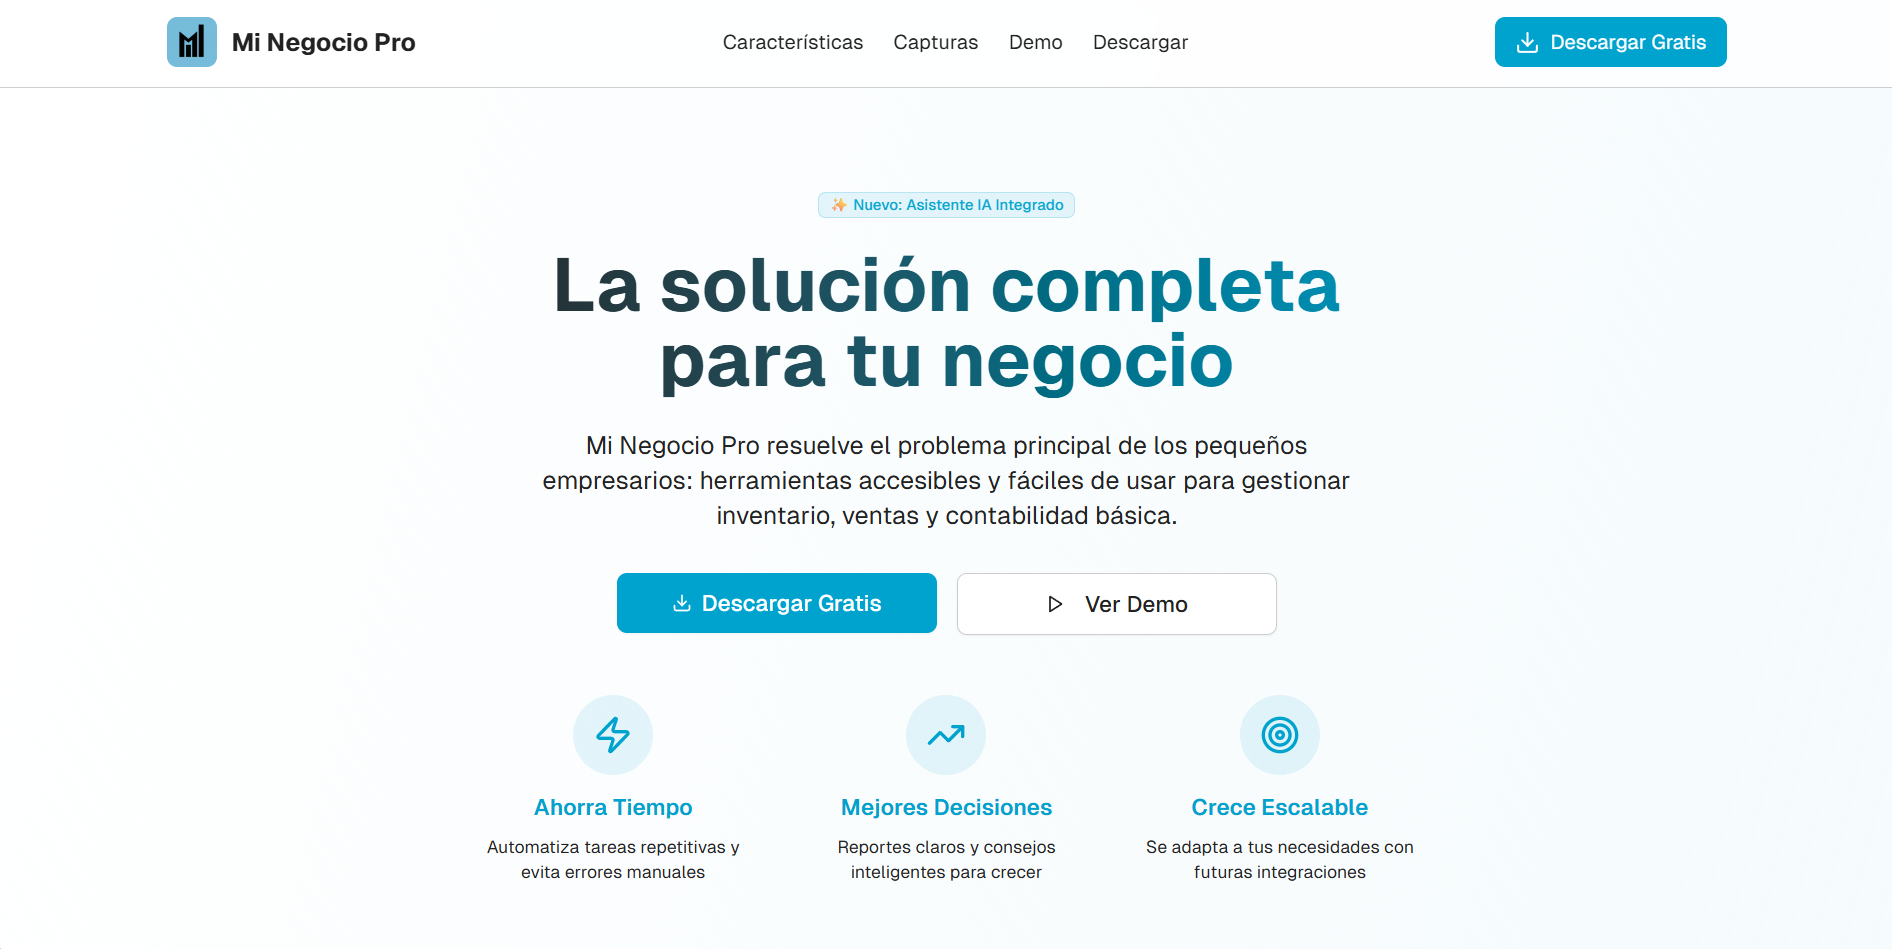 Mi Negocio Pro
Características
Capturas
Demo
Descargar
Descargar Gratis
✨ Nuevo: Asistente IA Integrado
La solución completa
para tu negocio
Mi Negocio Pro resuelve el problema principal de los pequeños
empresarios: herramientas accesibles y fáciles de usar para gestionar
inventario, ventas y contabilidad básica.
Descargar Gratis
Ver Demo
Ahorra Tiempo
Automatiza tareas repetitivas y
evita errores manuales
Mejores Decisiones
Reportes claros y consejos
inteligentes para crecer
Crece Escalable
Se adapta a tus necesidades con
futuras integraciones